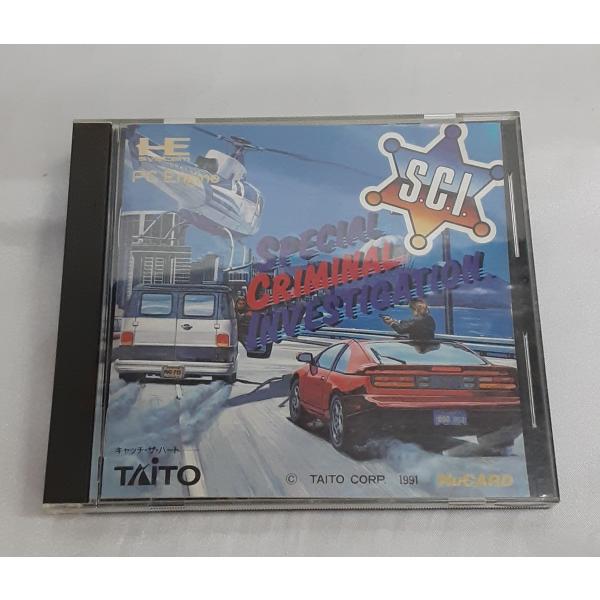 HE
SYSTEM
PC Engine
S.C.I.
SPECIAL
CRIMINAL
INVESTIGATION
キャッチ・ザ・ハート
TAITO
© TAITO CORP. 1991
HuCARD